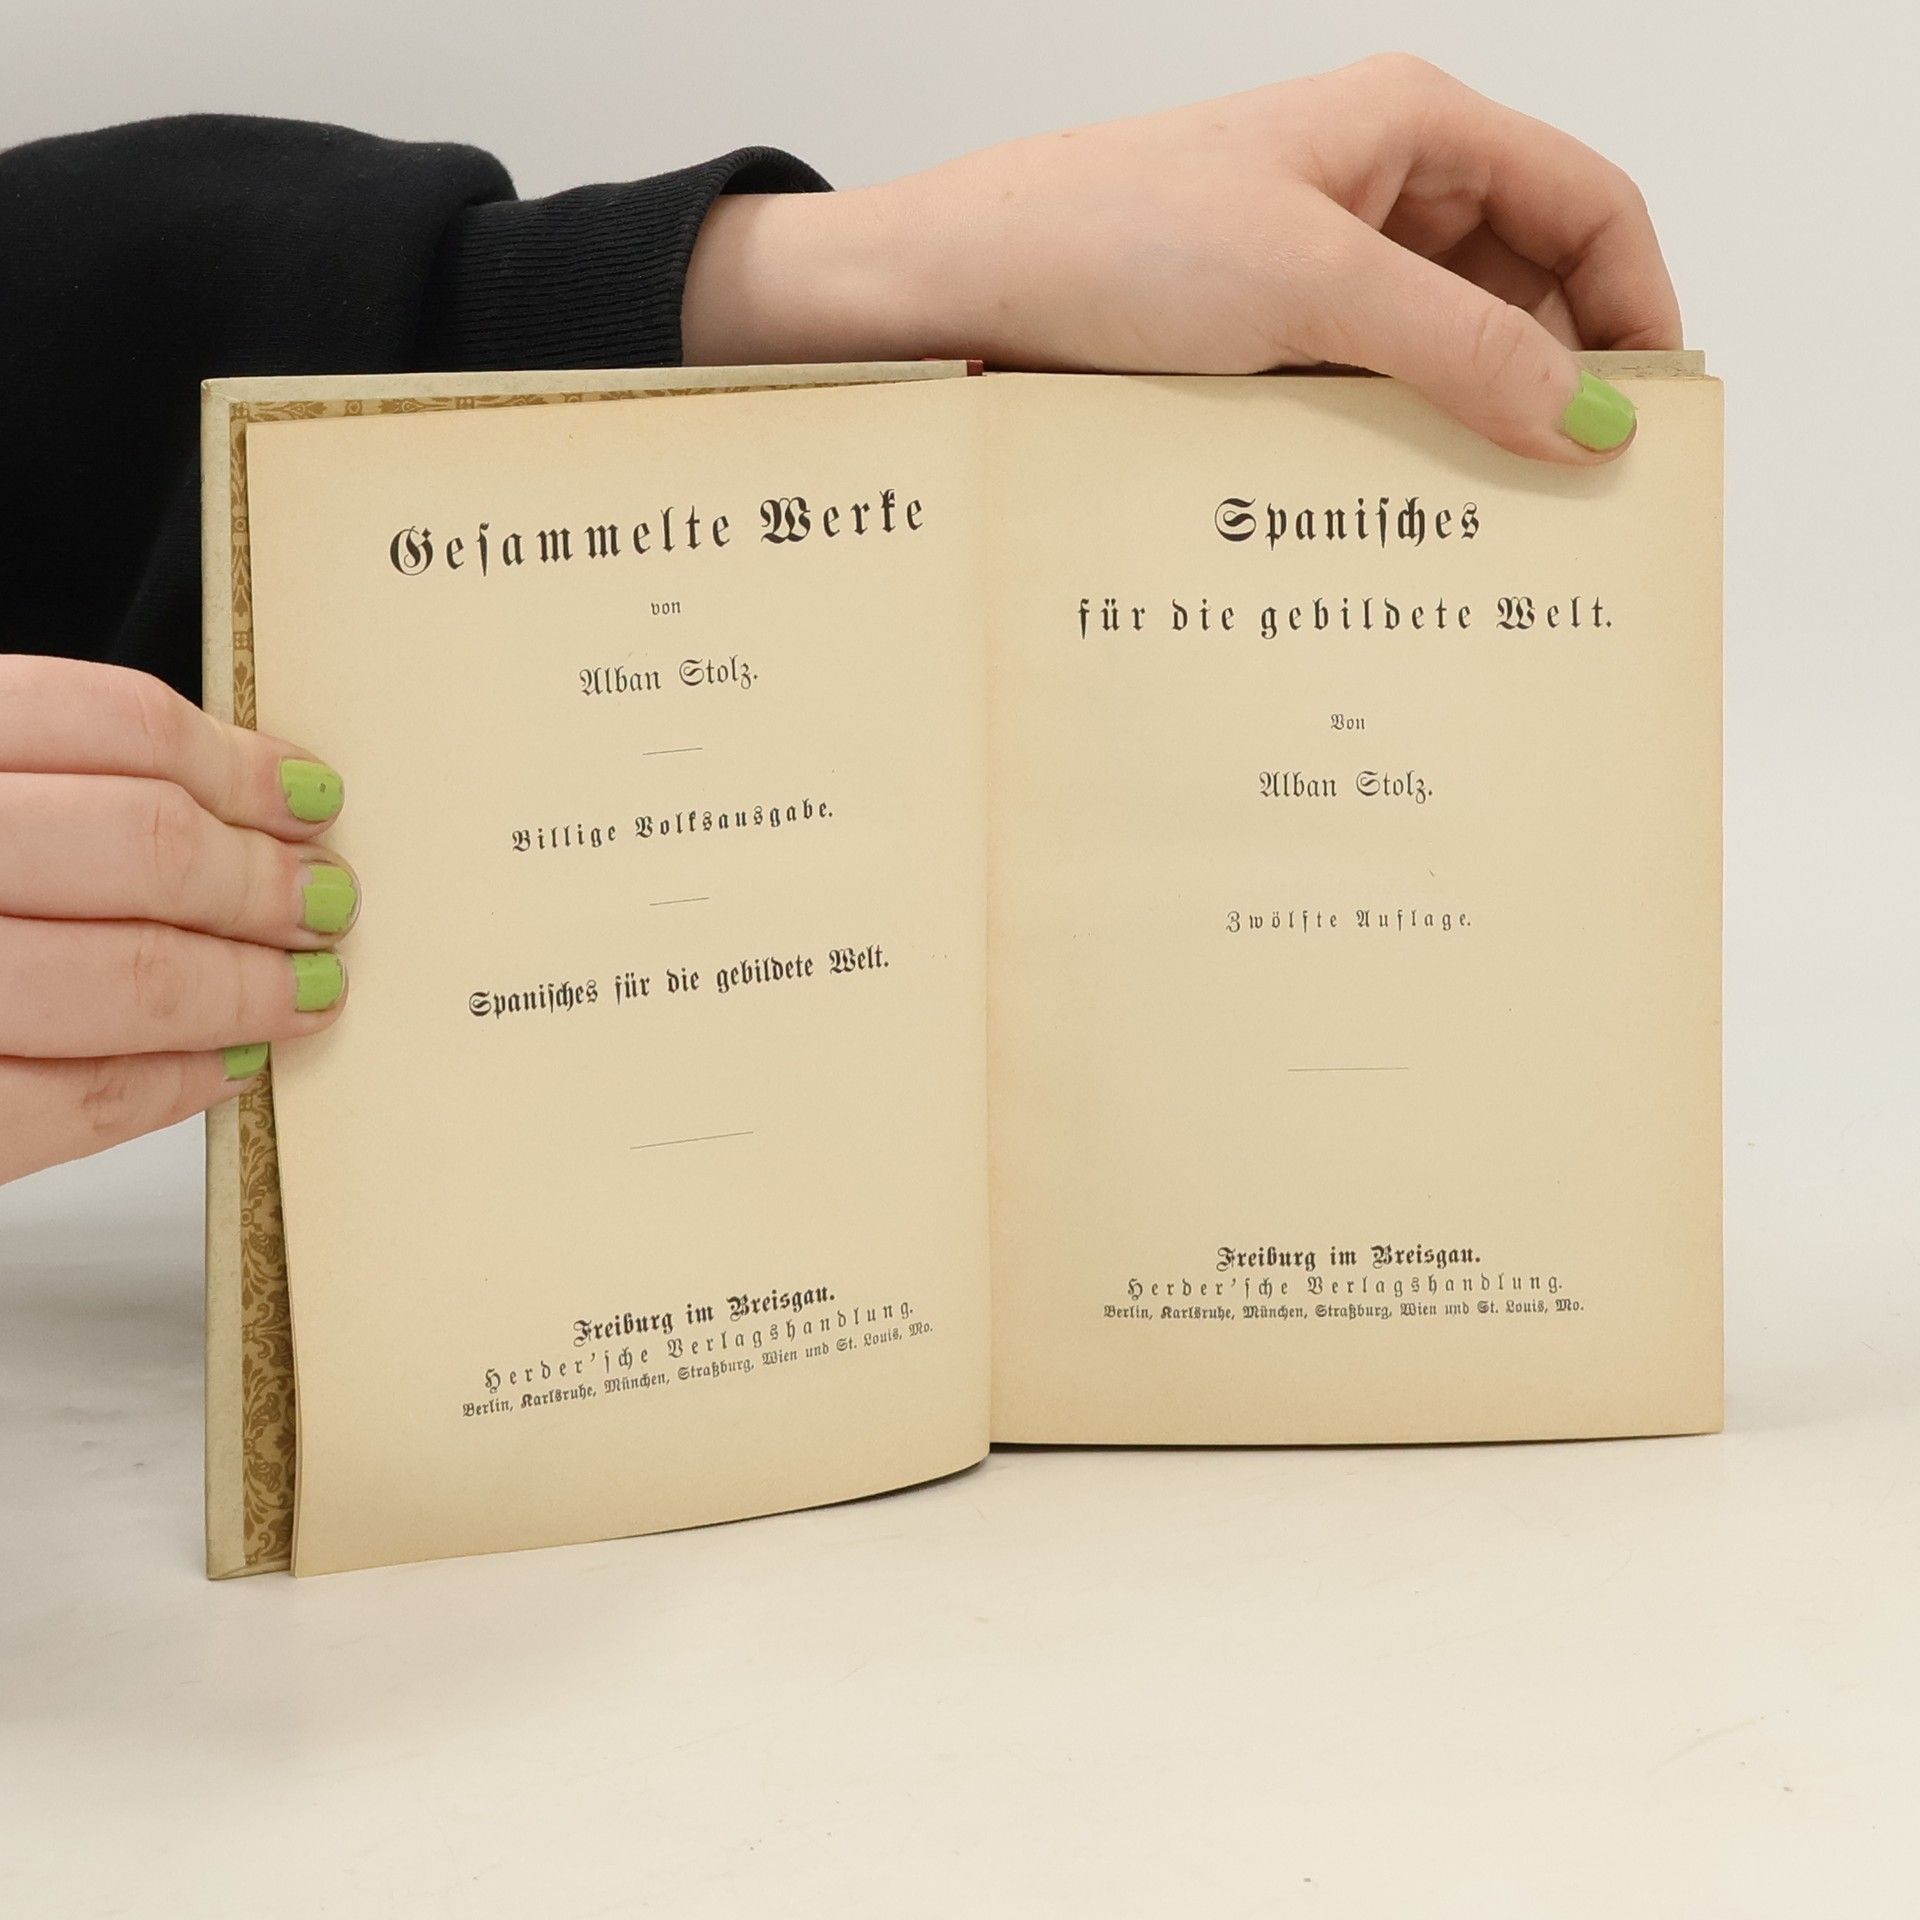 Gesammelte Werke
von
Alban Stolz.
Billige Volksausgabe.
Spanisches für die gebildete Welt.
Freiburg im Breisgau.
Herder'sche Verlagshandlung.
Berlin, Karlsruhe, München, Straßburg, Wien und St. Louis, Mo.
Spanisches
für die gebildete Welt.
Von
Alban Stolz.
Zwölfte Auflage.
Freiburg im Breisgau.
Herder'sche Verlagshandlung.
Berlin, Karlsruhe, München, Straßburg, Wien und St. Louis, Mo.